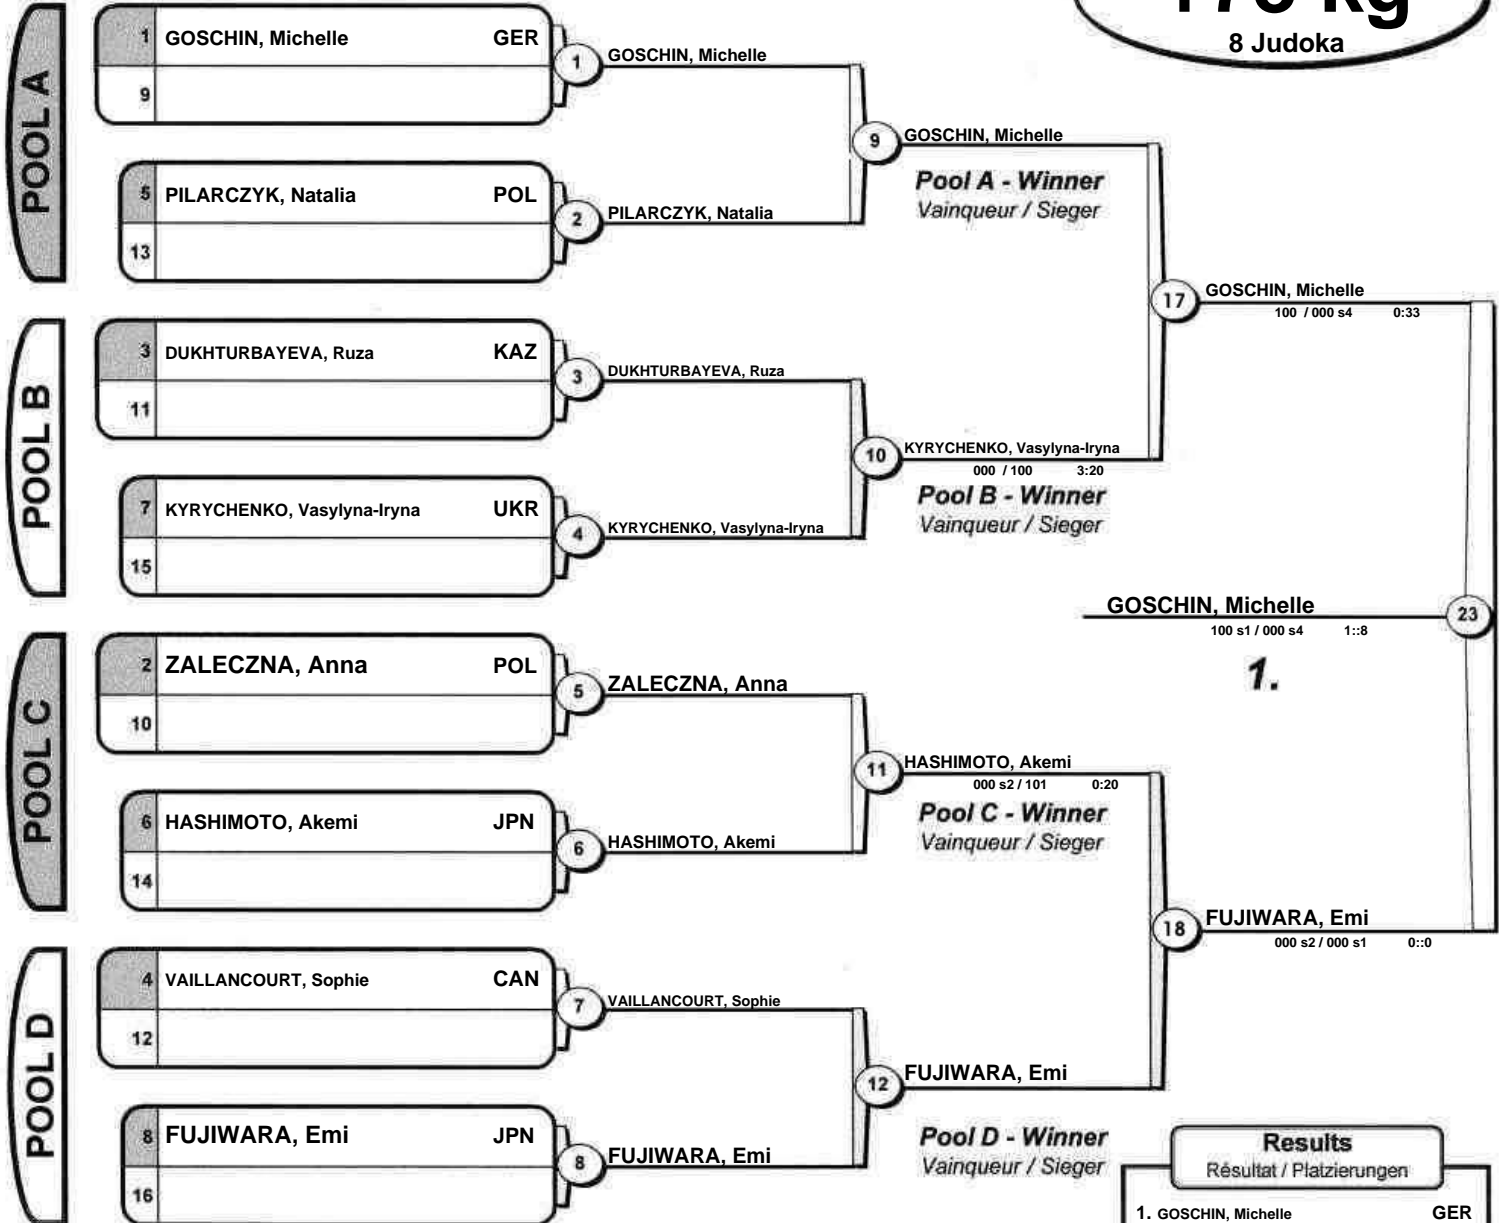 8 Judoka
POOL A
1 GOSCHIN, Michelle GER
9
1 GOSCHIN, Michelle
5 PILARCZYK, Natalia POL
13
2 PILARCZYK, Natalia
9 GOSCHIN, Michelle
Pool A - Winner
Vainqueur / Sieger
POOL B
3 DUKHTURBAYEVA, Ruza KAZ
11
3 DUKHTURBAYEVA, Ruza
7 KYRYCHENKO, Vasylyna-Iryna UKR
15
4 KYRYCHENKO, Vasylyna-Iryna
10 KYRYCHENKO, Vasylyna-Iryna
000 / 100 3:20
Pool B - Winner
Vainqueur / Sieger
17 GOSCHIN, Michelle
100 / 000 s4 0:33
GOSCHIN, Michelle 23
100 s1 / 000 s4 1::8
1.
POOL C
2 ZALECZNA, Anna POL
10
5 ZALECZNA, Anna
6 HASHIMOTO, Akemi JPN
14
6 HASHIMOTO, Akemi
11 HASHIMOTO, Akemi
000 s2 / 101 0:20
Pool C - Winner
Vainqueur / Sieger
18 FUJIWARA, Emi
000 s2 / 000 s1 0::0
POOL D
4 VAILLANCOURT, Sophie CAN
12
7 VAILLANCOURT, Sophie
8 FUJIWARA, Emi JPN
16
8 FUJIWARA, Emi
12 FUJIWARA, Emi
Pool D - Winner
Vainqueur / Sieger
Results
Résultat / Platzierungen
1. GOSCHIN, Michelle GER